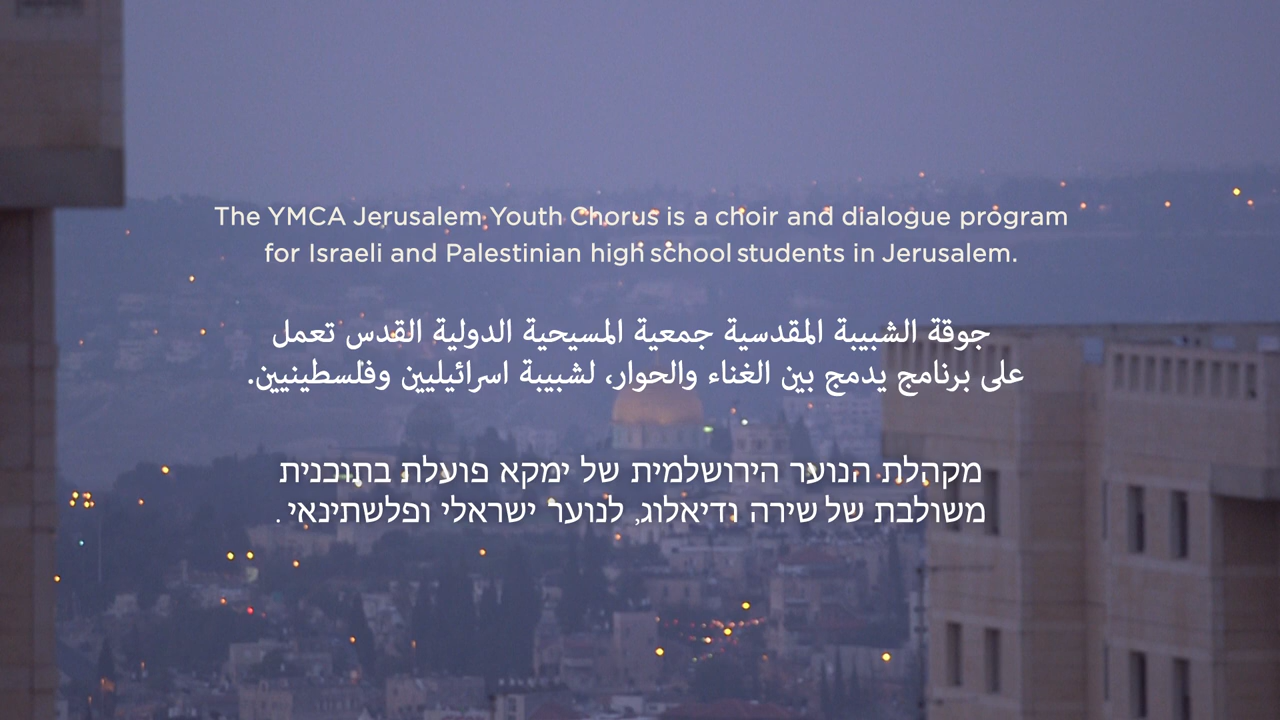 The YMCA Jerusalem Youth Chorus is a choir and dialogue program
for Israeli and Palestinian high school students in Jerusalem.
جوقة الشبيبة المقدسية جمعية المسيحية الدولية القدس تعمل
على برنامج يدمج بين الغناء والحوار، لشبيبة اسرائيليين وفلسطينيين.
מקהלת הנוער הירושלמית של ימקא פועלת בתוכנית
משולבת של שירה ודיאלוג, לנוער ישראלי ופלשתינאי.